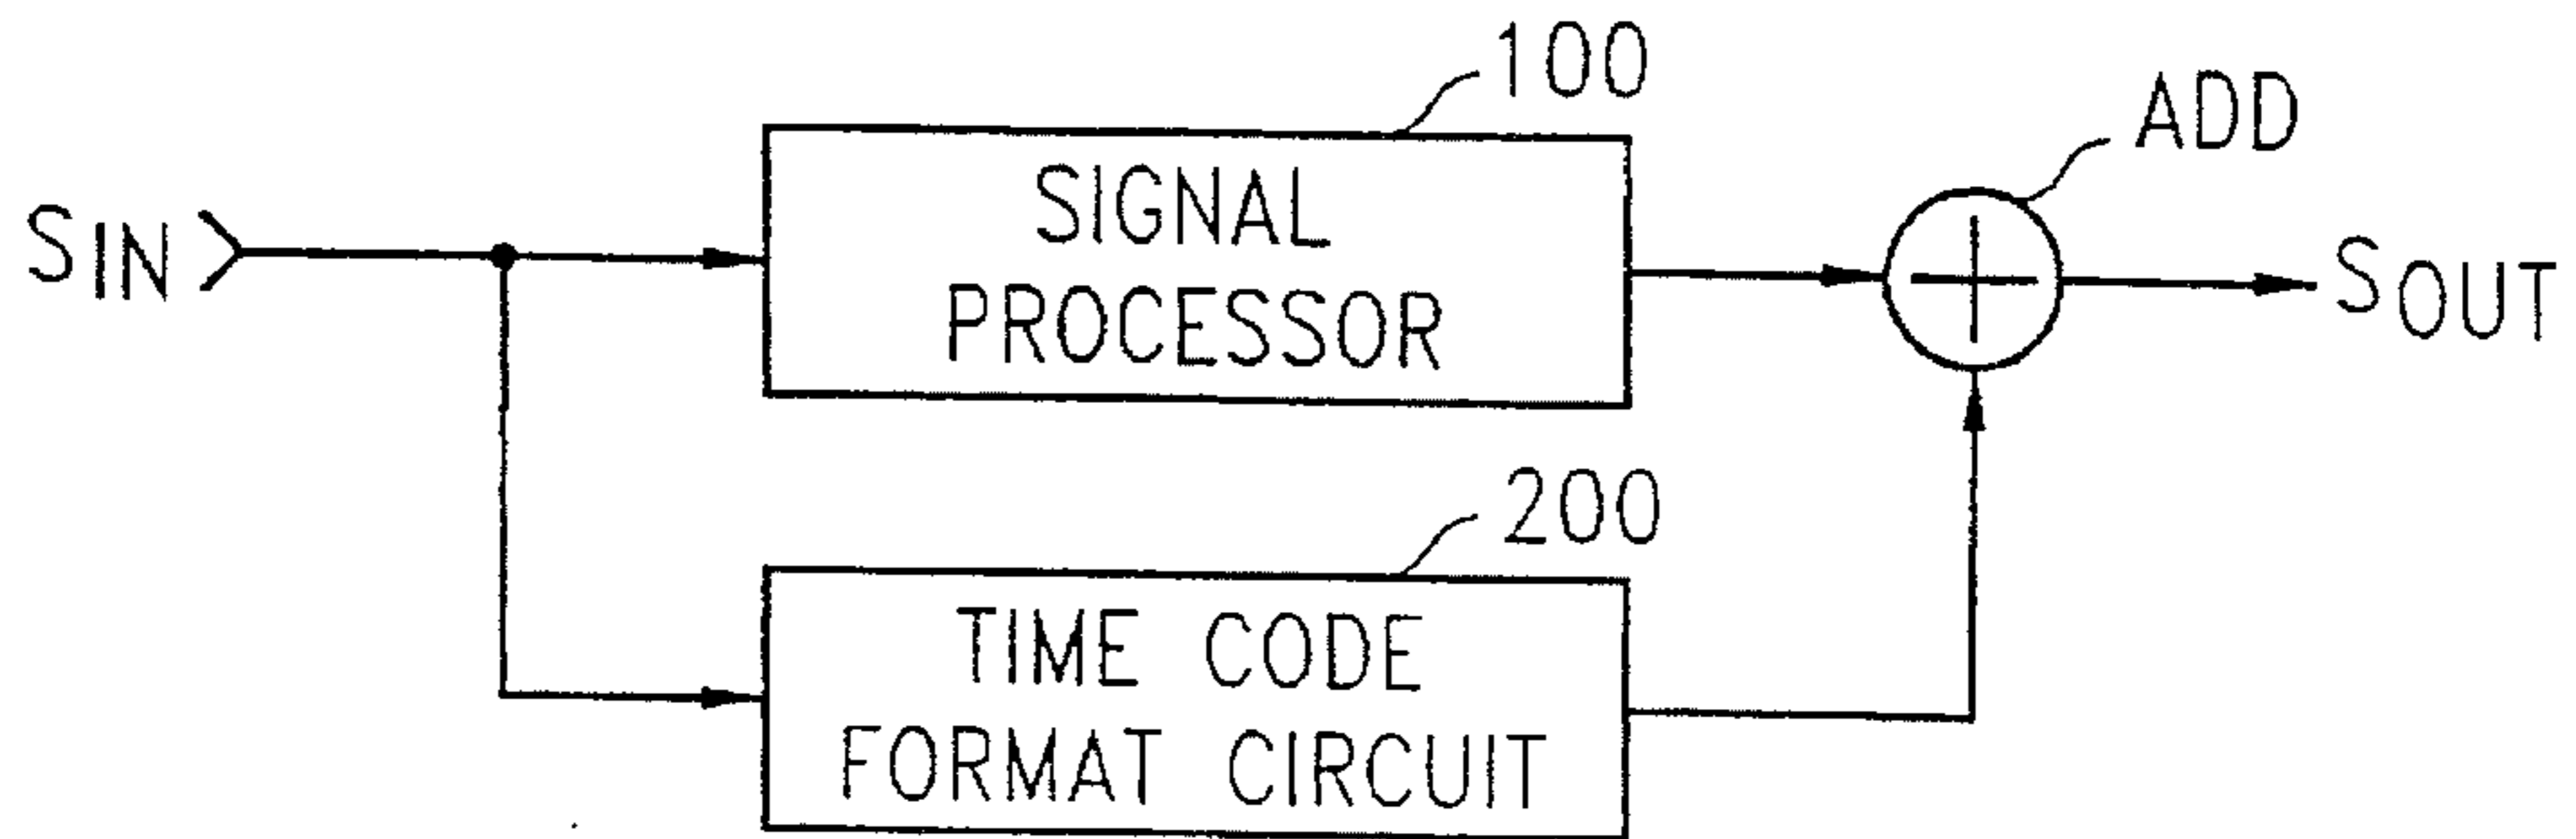 100
ADD
SIGNAL
PROCESSOR
SIN
SOUT
200
TIME CODE
FORMAT CIRCUIT